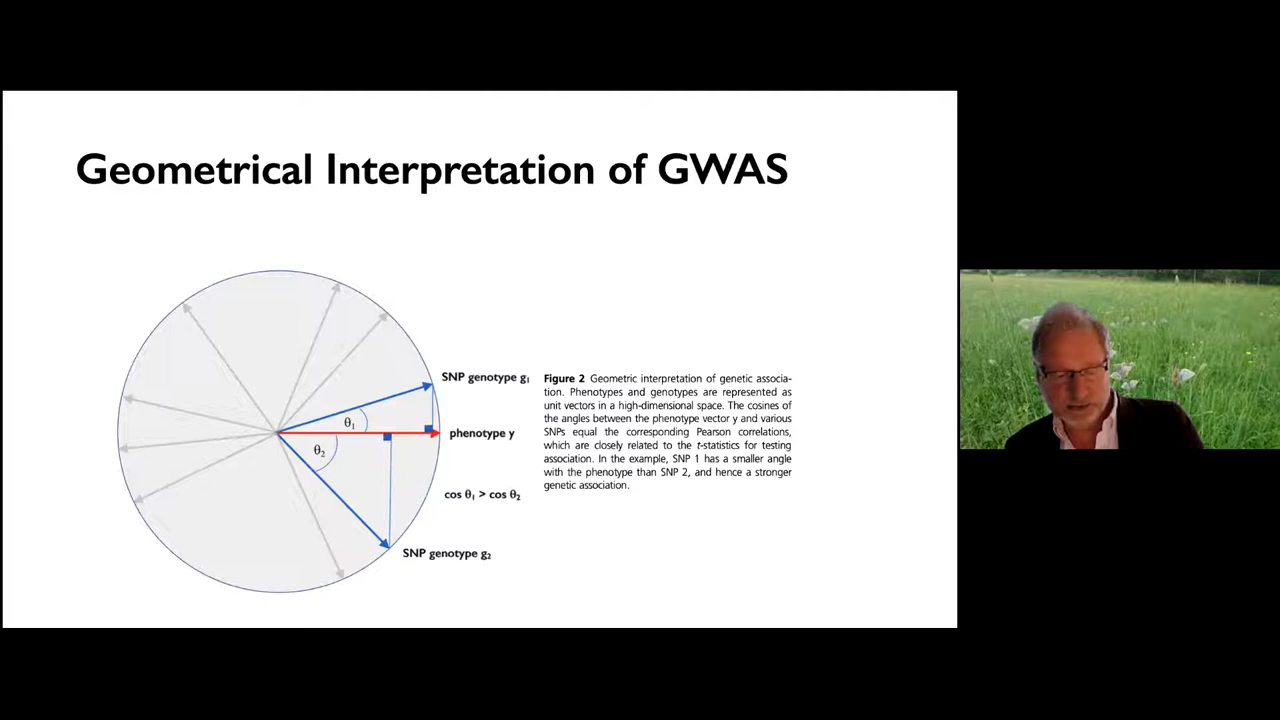 Geometrical Interpretation of GWAS
SNP genotype g₁
θ₁
phenotype y
θ₂
cos θ₁ > cos θ₂
SNP genotype g₂
Figure 2 Geometric interpretation of genetic associa-
tion. Phenotypes and genotypes are represented as
unit vectors in a high-dimensional space. The cosines of
the angles between the phenotype vector y and various
SNPs equal the corresponding Pearson correlations,
which are closely related to the t-statistics for testing
association. In the example, SNP 1 has a smaller angle
with the phenotype than SNP 2, and hence a stronger
genetic association.